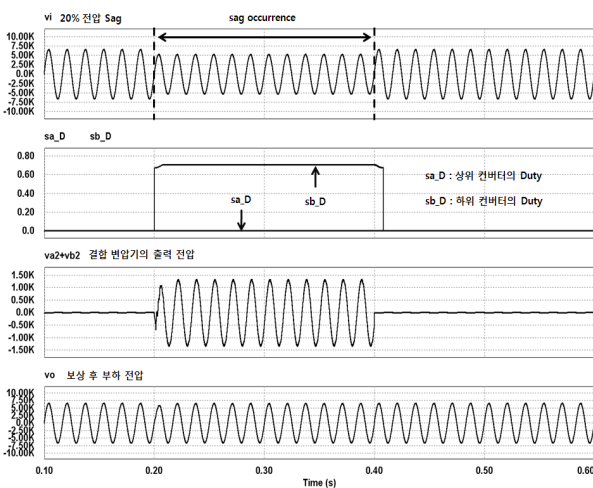 vi 20% 전압 Sag
sag occurrence
10.00K
7.50K
5.00K
2.50K
0.0K
-2.50K
-5.00K
-7.50K
-10.00K
sa_D sb_D
0.80
0.60
0.40
0.20
0.0
sa_D
sb_D
sa_D : 상위 컨버터의 Duty
sb_D : 하위 컨버터의 Duty
va2+vb2 결합 변압기의 출력 전압
1.50K
1.00K
0.50K
0.0K
-0.50K
-1.00K
-1.50K
vo 보상 후 부하 전압
10.00K
7.50K
5.00K
2.50K
0.0K
-2.50K
-5.00K
-7.50K
-10.00K
0.10 0.20 0.30 0.40 0.50 0.60
Time (s)